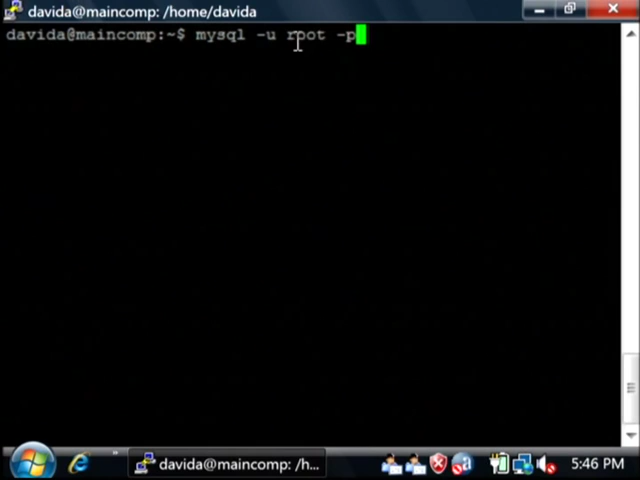 davida@maincomp: /home/davida
davida@maincomp:~$ mysql -u root -p
davida@maincomp: /h...
5:46 PM